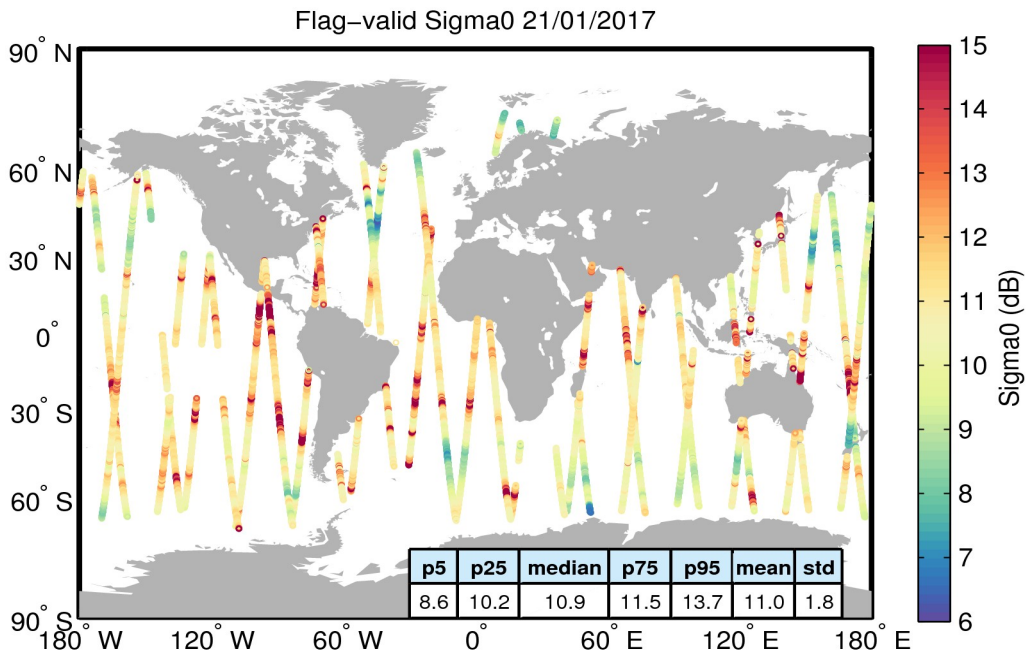 Flag−valid Sigma0 21/01/2017
90° N
60° N
30° N
0°
30° S
60° S
90° S
180° W
120° W
60° W
0°
60° E
120° E
180° E
p5 p25 median p75 p95 mean std
8.6 10.2 10.9 11.5 13.7 11.0 1.8
15
14
13
12
11
10
9
8
7
6
Sigma0 (dB)